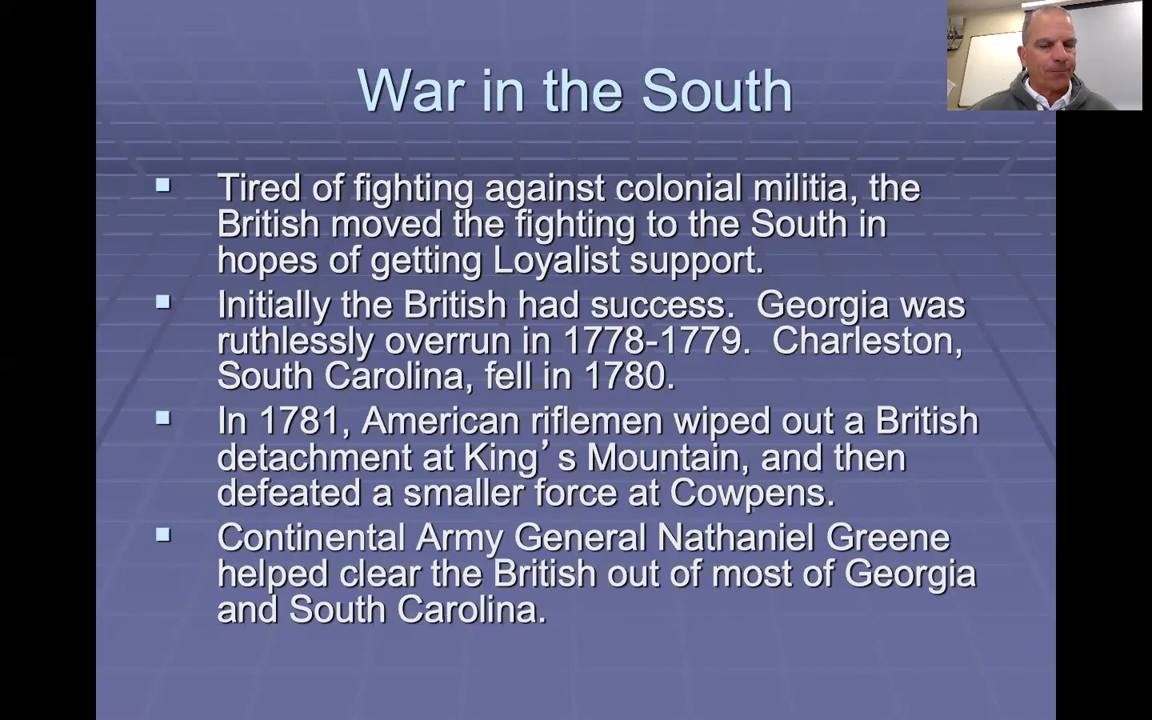 War in the South
Tired of fighting against colonial militia, the
British moved the fighting to the South in
hopes of getting Loyalist support.
Initially the British had success.  Georgia was
ruthlessly overrun in 1778-1779.  Charleston,
South Carolina, fell in 1780.
In 1781, American riflemen wiped out a British
detachment at King’s Mountain, and then
defeated a smaller force at Cowpens.
Continental Army General Nathaniel Greene
helped clear the British out of most of Georgia
and South Carolina.